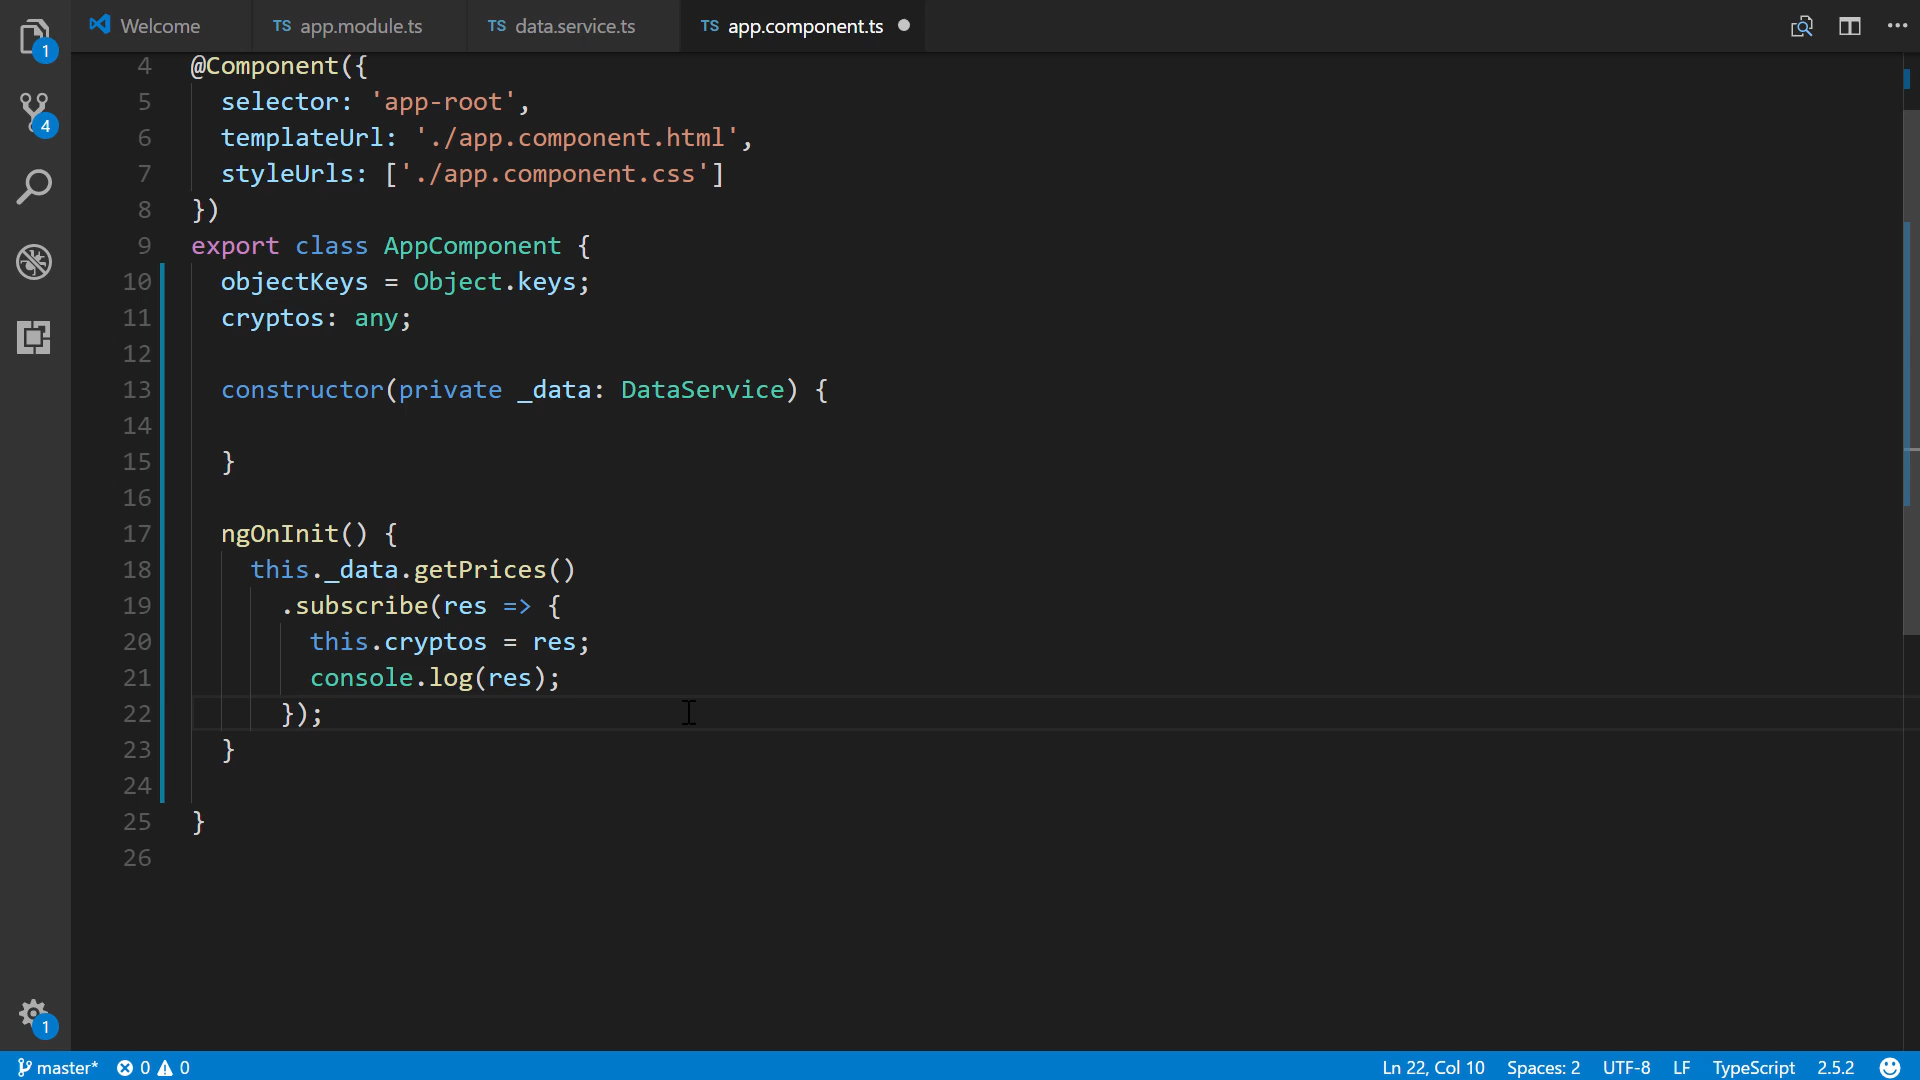 Welcome TS app.module.ts TS data.service.ts TS app.component.ts
1
4
1
4 @Component({
5 selector: 'app-root',
6 templateUrl: './app.component.html',
7 styleUrls: ['./app.component.css']
8 })
9 export class AppComponent {
10 objectKeys = Object.keys;
11 cryptos: any;
12
13 constructor(private _data: DataService) {
14
15 }
16
17 ngOnInit() {
18 this._data.getPrices()
19 .subscribe(res => {
20 this.cryptos = res;
21 console.log(res);
22 });
23 }
24
25 }
26
master* 0 0 Ln 22, Col 10 Spaces: 2 UTF-8 LF TypeScript 2.5.2